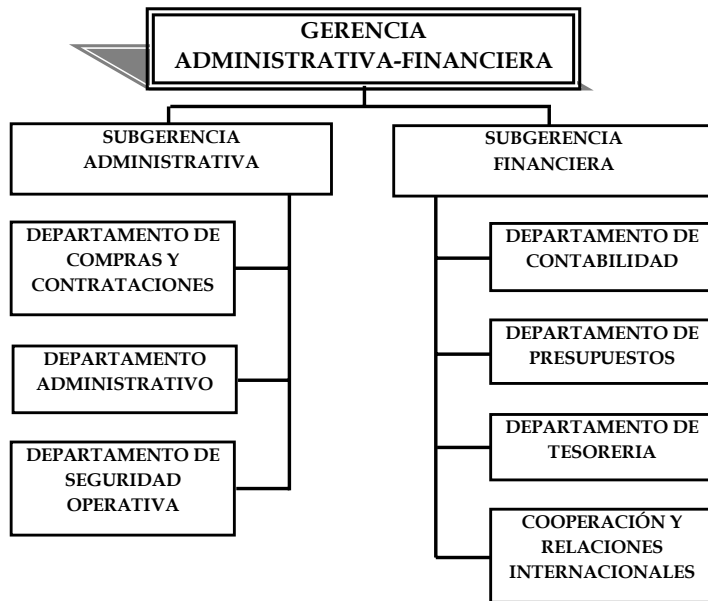 GERENCIA
ADMINISTRATIVA-FINANCIERA
SUBGERENCIA
ADMINISTRATIVA
SUBGERENCIA
FINANCIERA
DEPARTAMENTO DE
COMPRAS Y
CONTRATACIONES
DEPARTAMENTO
ADMINISTRATIVO
DEPARTAMENTO DE
SEGURIDAD
OPERATIVA
DEPARTAMENTO DE
CONTABILIDAD
DEPARTAMENTO DE
PRESUPUESTOS
DEPARTAMENTO DE
TESORERIA
COOPERACIÓN Y
RELACIONES
INTERNACIONALES